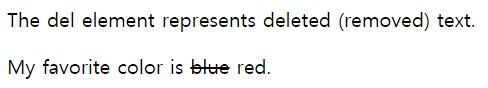 The del element represents deleted (removed) text.
My favorite color is blue red.